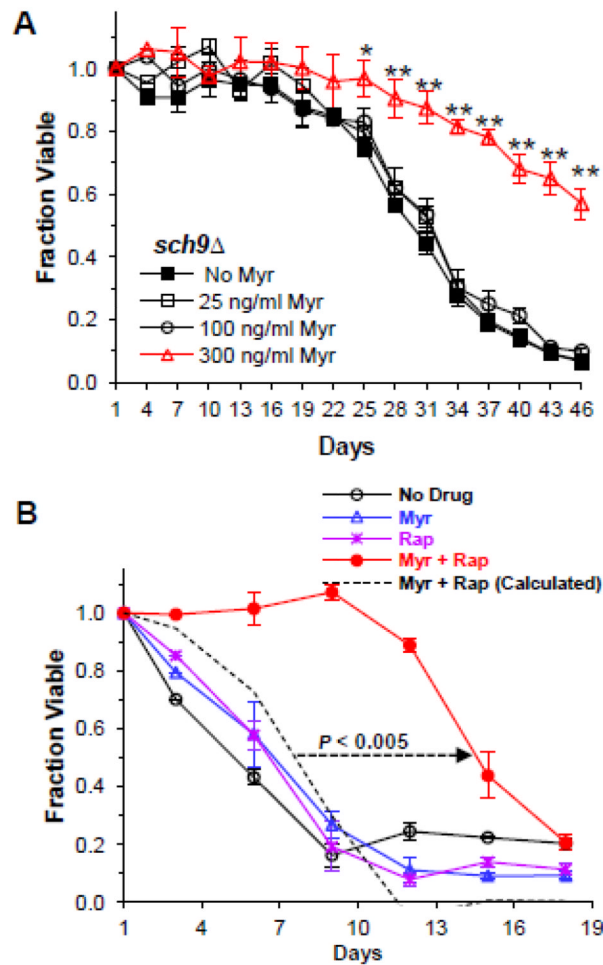 A
Fraction Viable
1.0
0.8
0.6
0.4
0.2
0.0
* ** ** ** ** ** ** **
sch9Δ
No Myr
25 ng/ml Myr
100 ng/ml Myr
300 ng/ml Myr
1 4 7 10 13 16 19 22 25 28 31 34 37 40 43 46
Days
B
No Drug
Myr
Rap
Myr + Rap
Myr + Rap (Calculated)
Fraction Viable
1.0
0.8
0.6
0.4
0.2
0.0
P < 0.005
1 4 7 10 13 16 19
Days